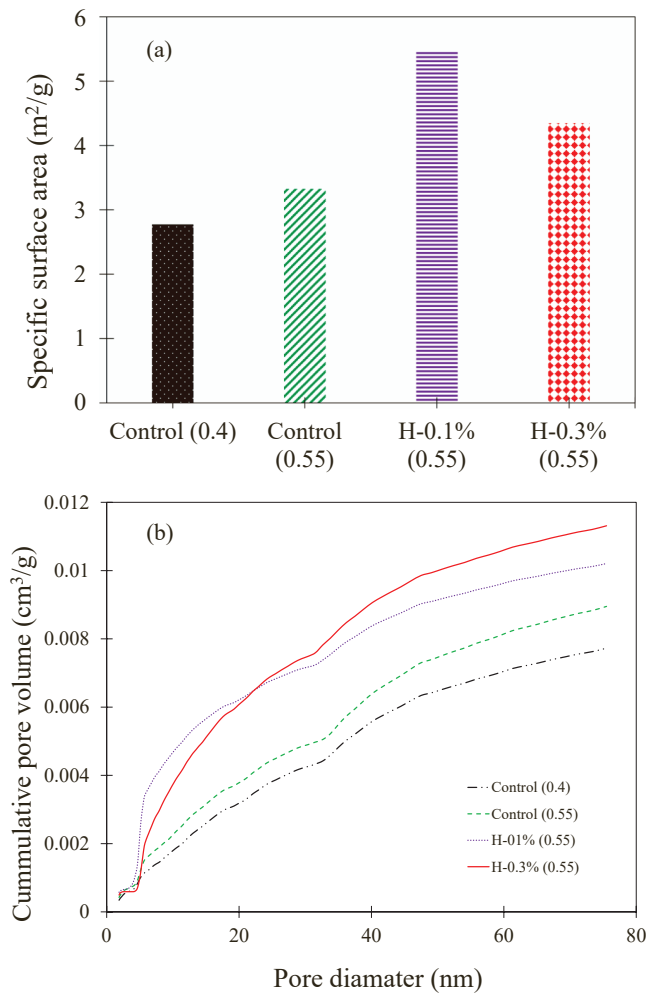 (a)
Specific surface area (m²/g)
6
5
4
3
2
1
0
Control (0.4)
Control
(0.55)
H-0.1%
(0.55)
H-0.3%
(0.55)
(b)
Cummulative pore volume (cm³/g)
0.012
0.01
0.008
0.006
0.004
0.002
0
0
20
40
60
80
Control (0.4)
Control (0.55)
H-01% (0.55)
H-0.3% (0.55)
Pore diamater (nm)